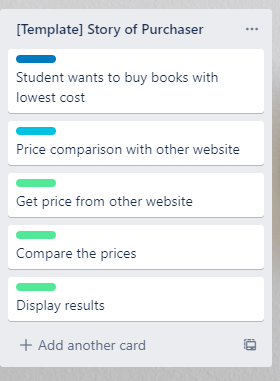 [Template] Story of Purchaser
Student wants to buy books with
lowest cost
Price comparison with other website
Get price from other website
Compare the prices
Display results
Add another card